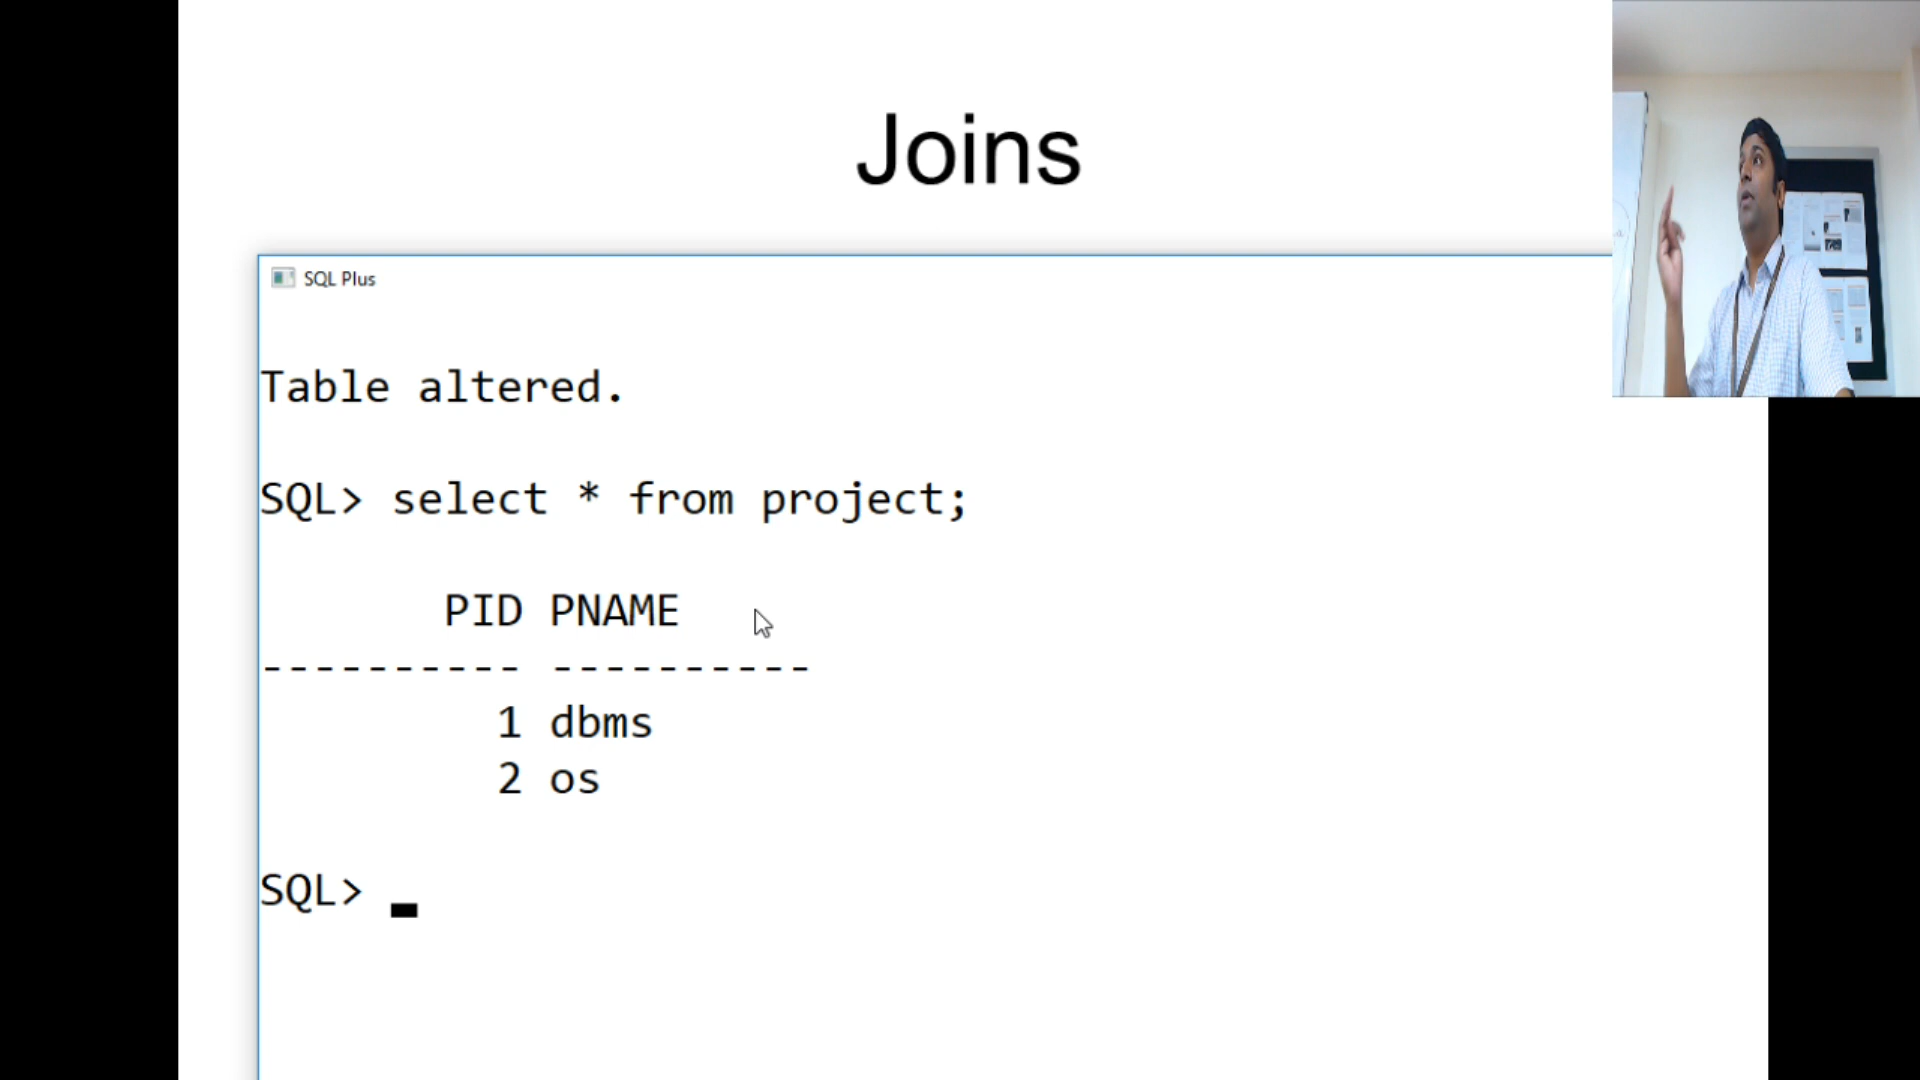 Joins
SQL Plus
Table altered.
SQL> select * from project;
PID PNAME
---------- ----------
1 dbms
2 os
SQL>